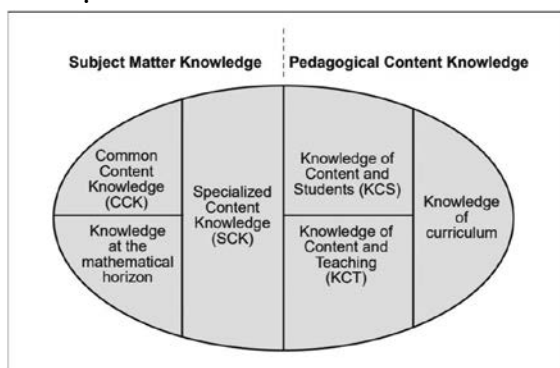 Subject Matter Knowledge
Pedagogical Content Knowledge
Common
Content
Knowledge
(CCK)
Knowledge
at the
mathematical
horizon
Specialized
Content
Knowledge
(SCK)
Knowledge of
Content and
Students (KCS)
Knowledge of
Content and
Teaching
(KCT)
Knowledge
of
curriculum